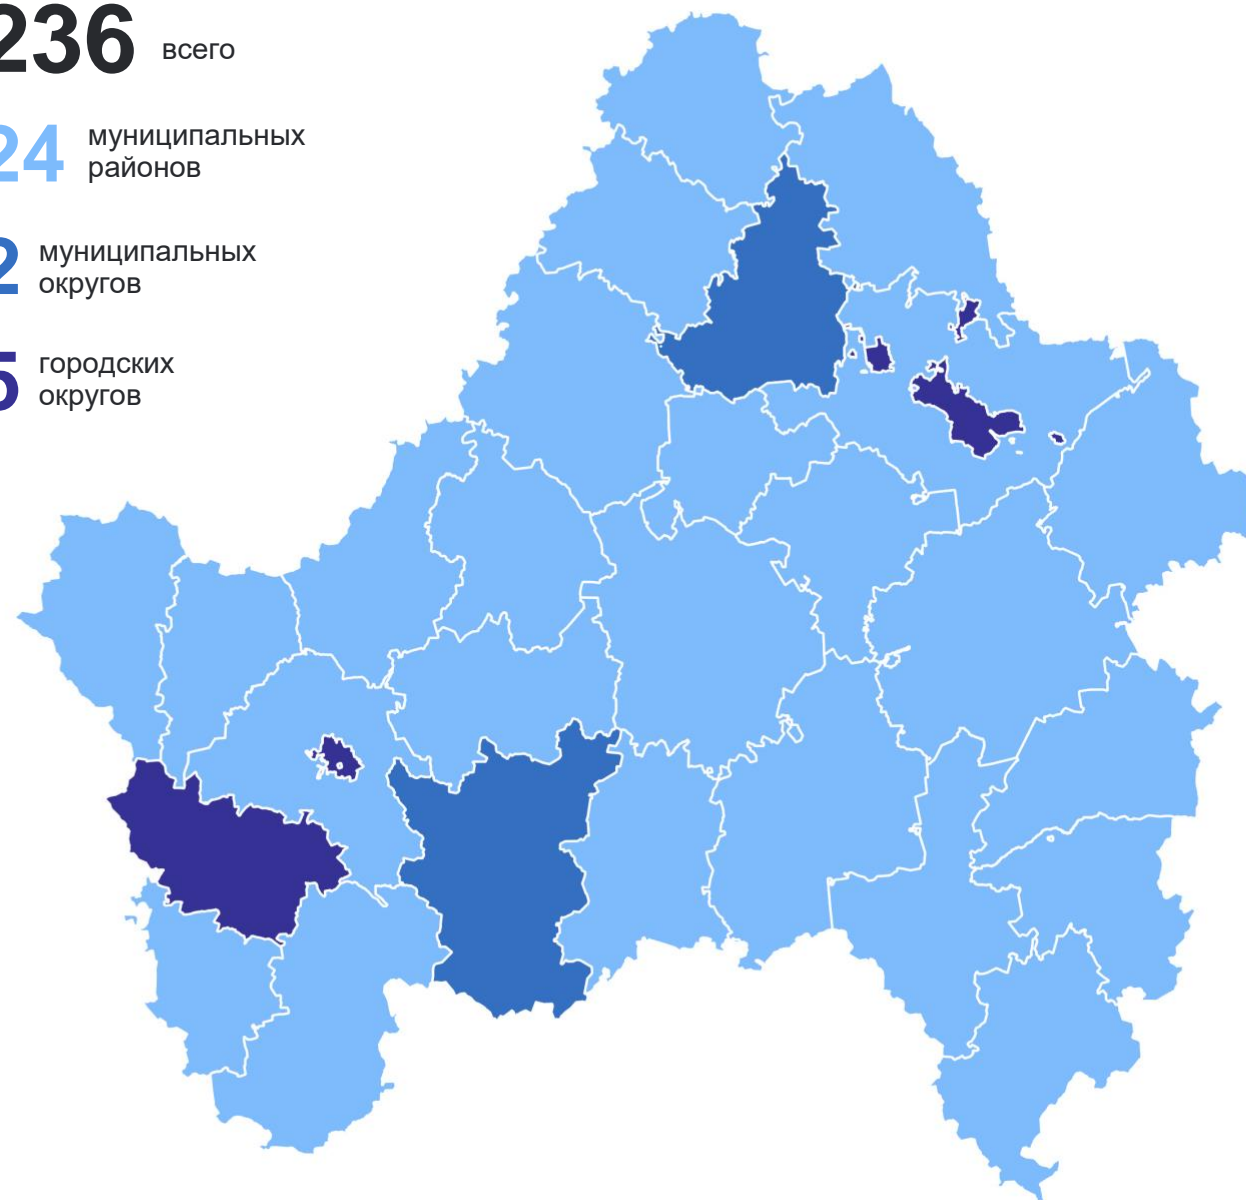 236 всего
24 муниципальных
районов
2 муниципальных
округов
5 городских
округов